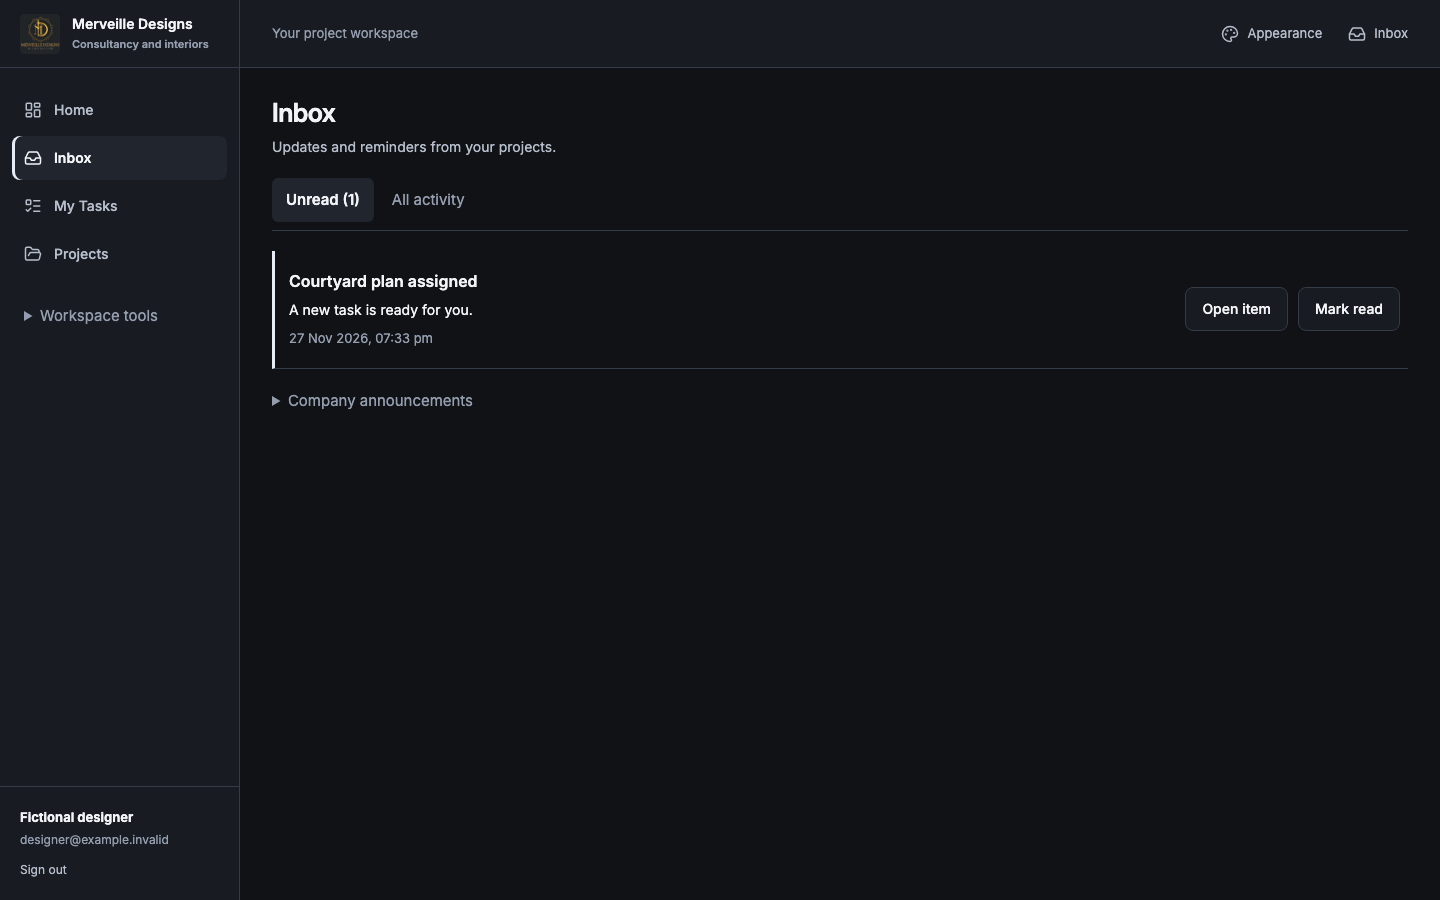 Merveille Designs
Consultancy and interiors
Your project workspace
Appearance
Inbox
Home
Inbox
My Tasks
Projects
Workspace tools
Inbox
Updates and reminders from your projects.
Unread (1)
All activity
Courtyard plan assigned
A new task is ready for you.
27 Nov 2026, 07:33 pm
Open item
Mark read
Company announcements
Fictional designer
designer@example.invalid
Sign out